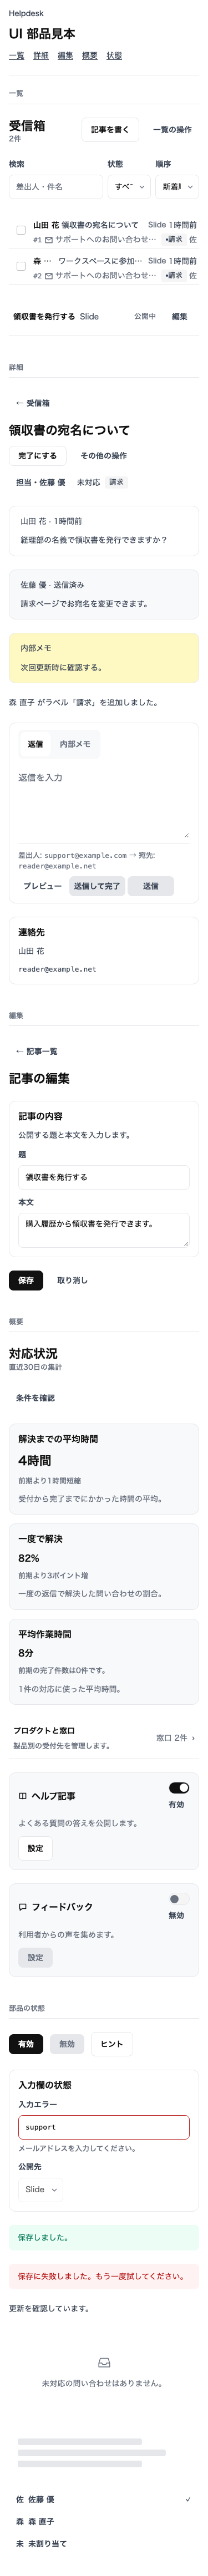 Helpdesk
UI 部品見本
一覧 詳細 編集 概要 状態
一覧
受信箱
2件
記事を書く 一覧の操作
検索 状態 順序
差出人・件名 すべて 新着順
山田 花 領収書の宛名について Slide 1時間前
#1 サポートへのお問い合わせ… •請求 佐
森 … ワークスペースに参加… Slide 1時間前
#2 サポートへのお問い合わせ… •請求 佐
領収書を発行する Slide 公開中 編集
詳細
← 受信箱
領収書の宛名について
完了にする その他の操作
担当・佐藤 優 未対応 請求
山田 花 · 1時間前
経理部の名義で領収書を発行できますか？
佐藤 優 · 送信済み
請求ページでお宛名を変更できます。
内部メモ
次回更新時に確認する。
森 直子 がラベル「請求」を追加しました。
返信 内部メモ
返信を入力
差出人: support@example.com → 宛先:
reader@example.net
プレビュー 送信して完了 送信
連絡先
山田 花
reader@example.net
編集
← 記事一覧
記事の編集
記事の内容
公開する題と本文を入力します。
題
領収書を発行する
本文
購入履歴から領収書を発行できます。
保存 取り消し
概要
対応状況
直近30日の集計
条件を確認
解決までの平均時間
4時間
前期より1時間短縮
受付から完了までにかかった時間の平均。
一度で解決
82%
前期より3ポイント増
一度の返信で解決した問い合わせの割合。
平均作業時間
8分
前期の完了件数は0件です。
1件の対応に使った平均時間。
プロダクトと窓口
製品別の受付先を管理します。
窓口 2件 ›
ヘルプ記事
有効
よくある質問の答えを公開します。
設定
フィードバック
無効
利用者からの声を集めます。
設定
部品の状態
有効 無効 ヒント
入力欄の状態
入力エラー
support
メールアドレスを入力してください。
公開先
Slide
保存しました。
保存に失敗しました。もう一度試してください。
更新を確認しています。
未対応の問い合わせはありません。
佐 佐藤 優 ✓
森 森 直子
未 未割り当て